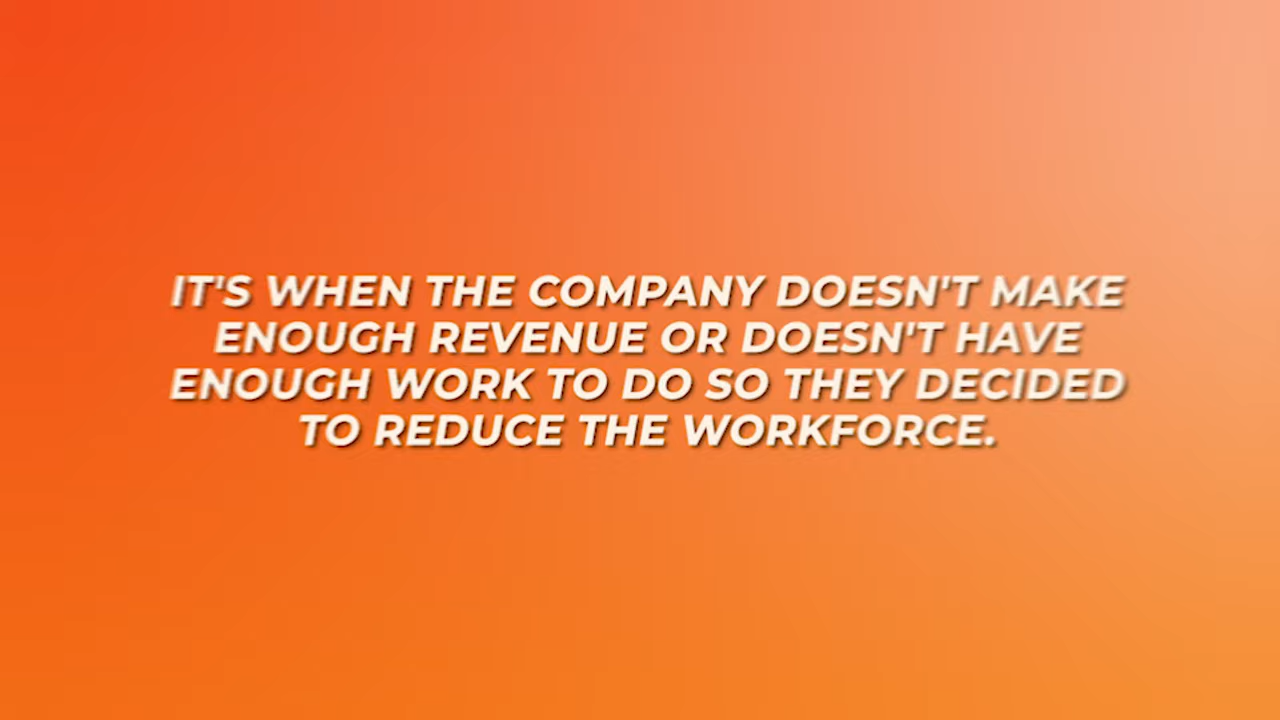 IT'S WHEN THE COMPANY DOESN'T MAKE
ENOUGH REVENUE OR DOESN'T HAVE
ENOUGH WORK TO DO SO THEY DECIDED
TO REDUCE THE WORKFORCE.